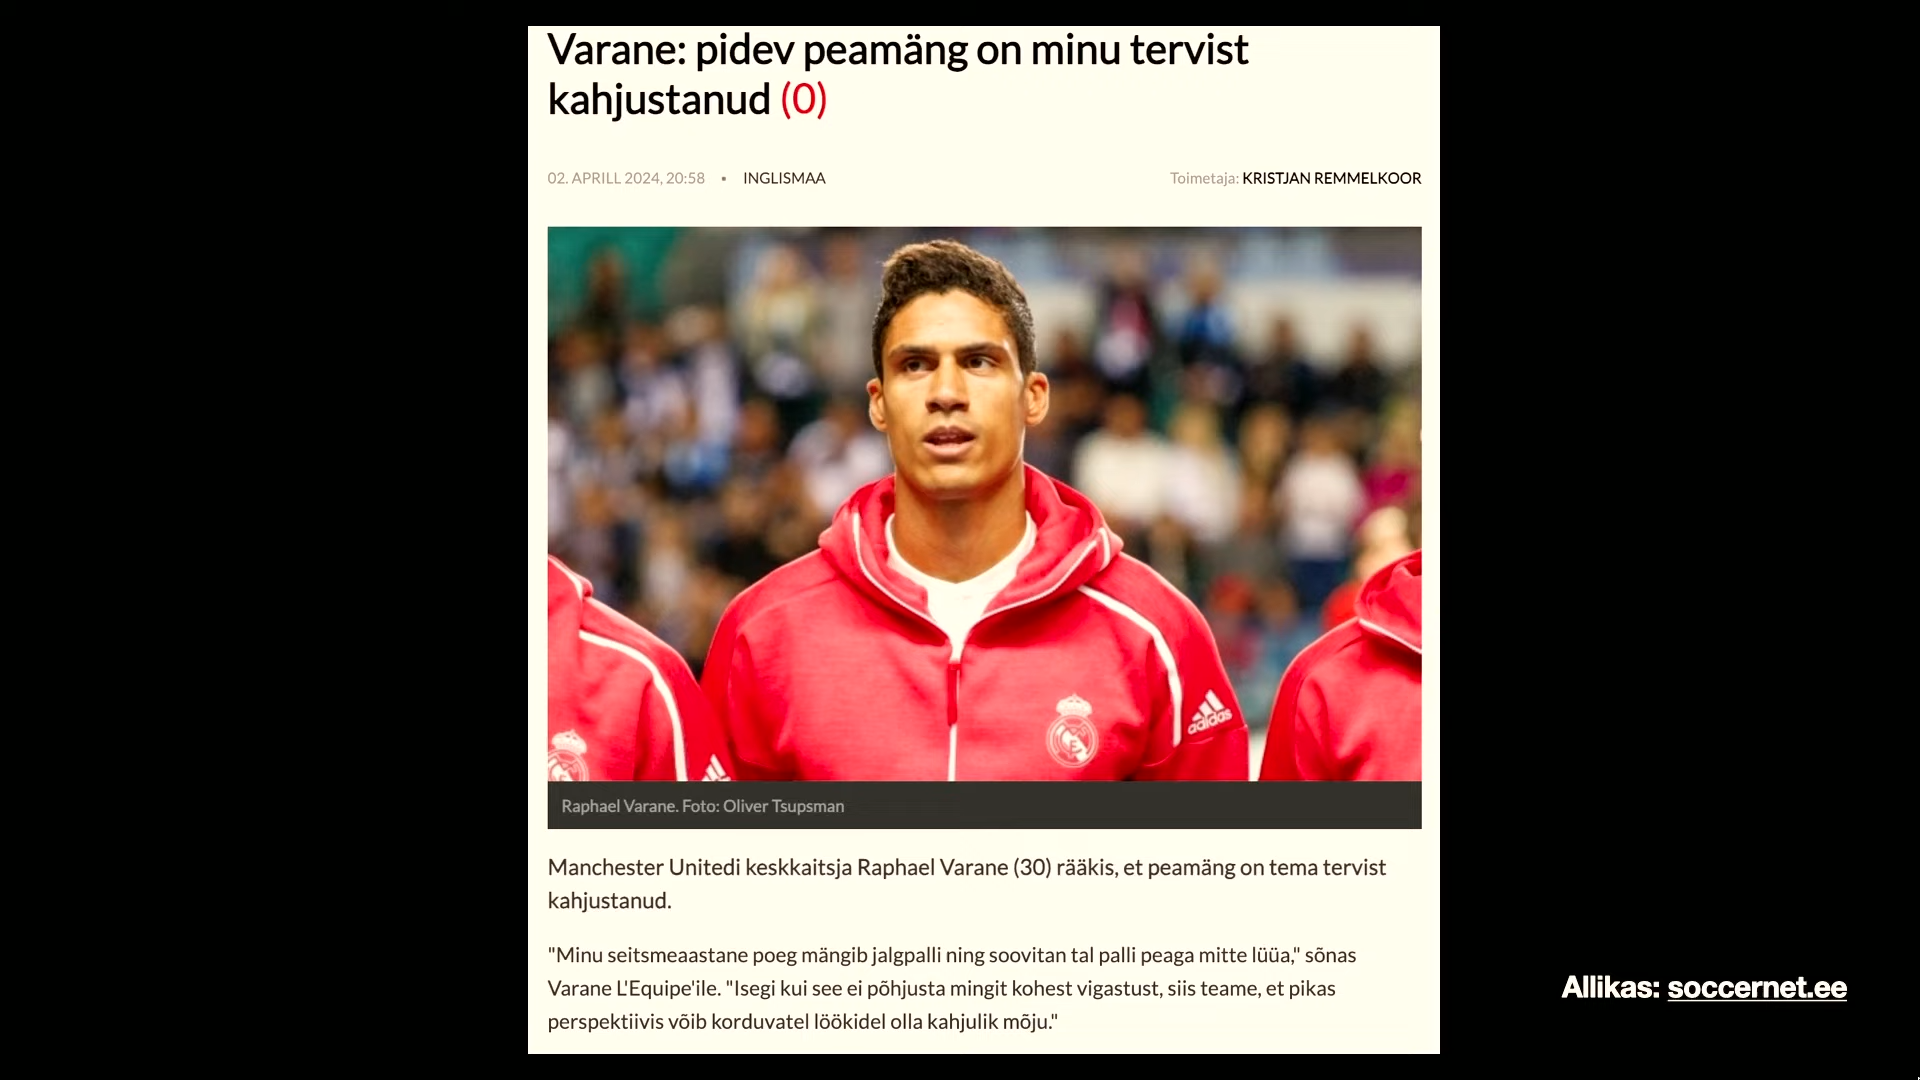 Varane: pidev peamäng on minu tervist
kahjustanud (0)
02. APRILL 2024, 20:58 • INGLISMAA
Toimetaja: KRISTJAN REMMELKOOR
adidas
Raphael Varane. Foto: Oliver Tsupsman
Manchester Unitedi keskkaitsja Raphael Varane (30) rääkis, et peamäng on tema tervist
kahjustanud.
"Minu seitsmeaastane poeg mängib jalgpalli ning soovitan tal palli peaga mitte lüüa," sõnas
Varane L'Equipe'ile. "Isegi kui see ei põhjusta mingit kohest vigastust, siis teame, et pikas
perspektiivis võib korduvatel löökidel olla kahjulik mõju."
Allikas: soccernet.ee